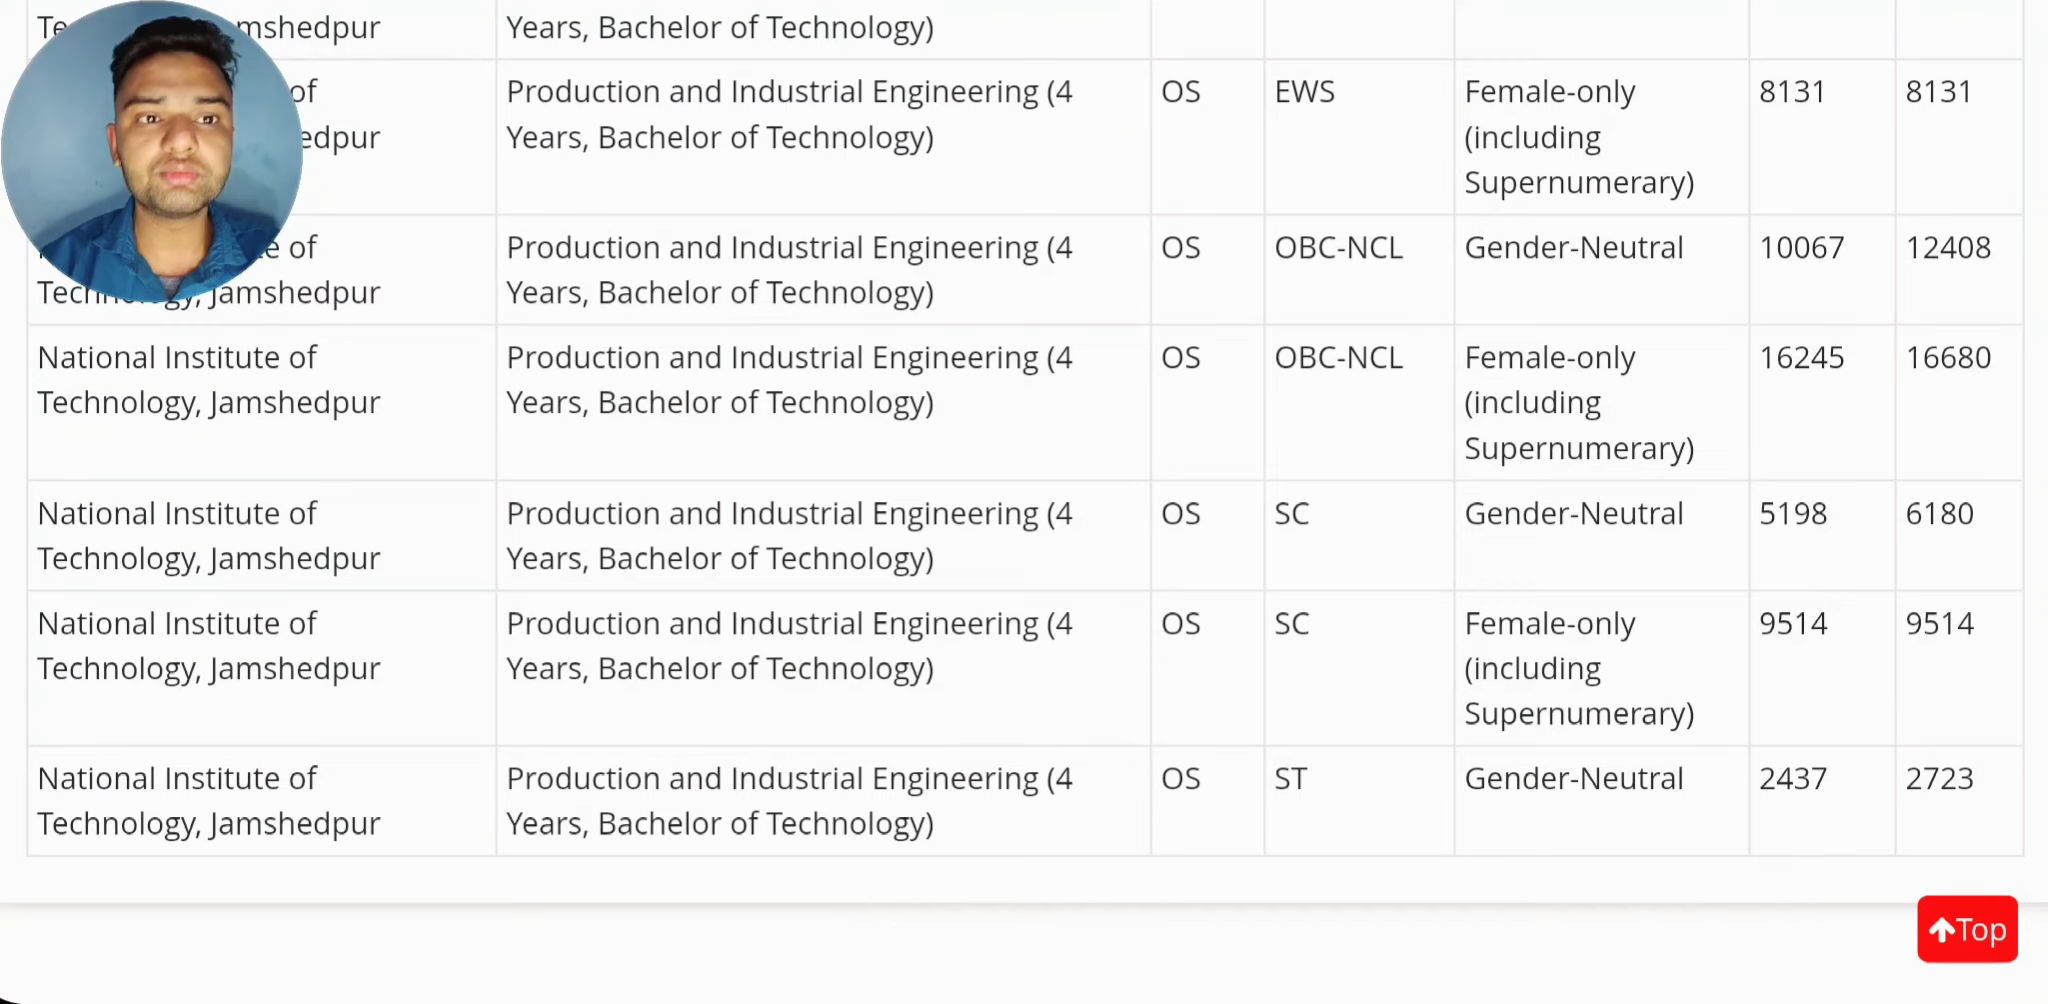 mshedpur Years, Bachelor of Technology)
of Production and Industrial Engineering (4 OS EWS Female-only 8131 8131
edpur Years, Bachelor of Technology) (including
Supernumerary)
e of Production and Industrial Engineering (4 OS OBC-NCL Gender-Neutral 10067 12408
Jamshedpur Years, Bachelor of Technology)
National Institute of Production and Industrial Engineering (4 OS OBC-NCL Female-only 16245 16680
Technology, Jamshedpur Years, Bachelor of Technology) (including
Supernumerary)
National Institute of Production and Industrial Engineering (4 OS SC Gender-Neutral 5198 6180
Technology, Jamshedpur Years, Bachelor of Technology)
National Institute of Production and Industrial Engineering (4 OS SC Female-only 9514 9514
Technology, Jamshedpur Years, Bachelor of Technology) (including
Supernumerary)
National Institute of Production and Industrial Engineering (4 OS ST Gender-Neutral 2437 2723
Technology, Jamshedpur Years, Bachelor of Technology)
Top